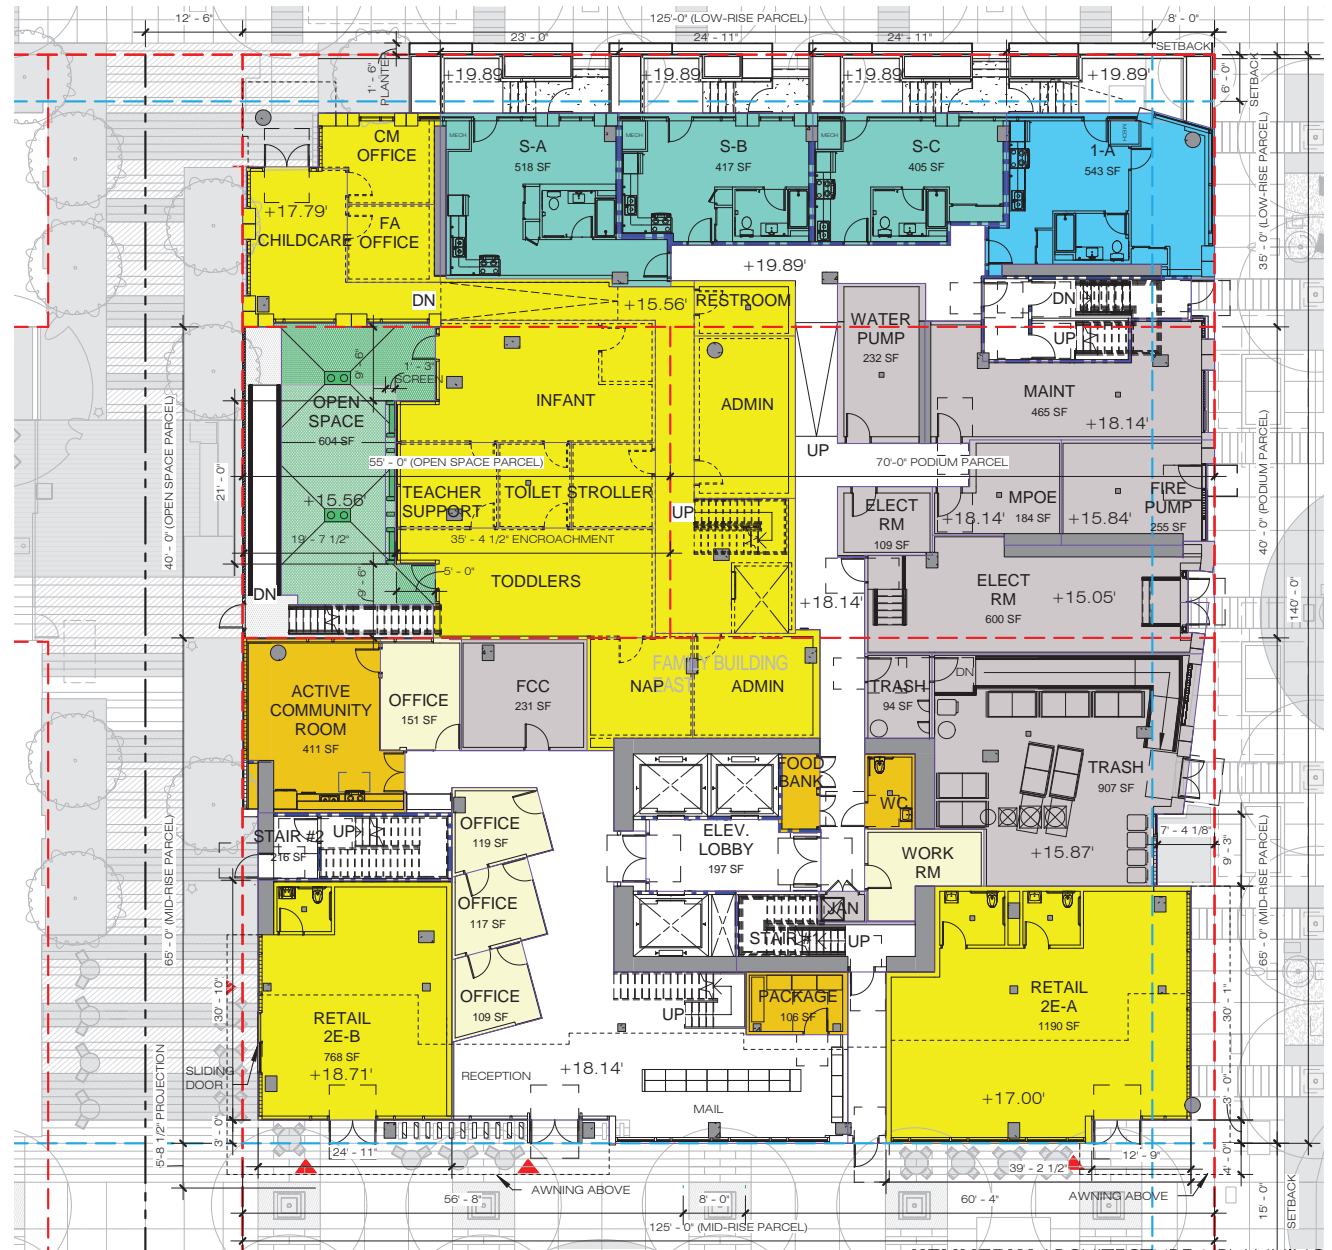 12' - 6"
125'-0" (LOW-RISE PARCEL)
8' - 0"
23' - 0"
24' - 11"
24' - 11"
SETBACK
1' - 6"
PLANTER
+19.89'
+19.89'
+19.89'
+19.89'
6' - 0"
SETBACK
CM
OFFICE
MECH
S-A
518 SF
MECH
S-B
417 SF
MECH
S-C
405 SF
1-A
543 SF
MECH
35' - 0" (LOW-RISE PARCEL)
+17.79'
CHILDCARE
FA
OFFICE
+19.89'
DN
+15.56'
RESTROOM
WATER
PUMP
232 SF
DN
UP
9' - 6"
1' - 3"
SCREEN
OPEN
SPACE
604 SF
INFANT
ADMIN
MAINT
465 SF
+18.14'
40' - 0" (OPEN SPACE PARCEL)
21' - 0"
55' - 0" (OPEN SPACE PARCEL)
UP
70'-0" PODIUM PARCEL
+15.56'
TEACHER
SUPPORT
TOILET
STROLLER
UP
ELECT
RM
109 SF
MPOE
184 SF
+18.14'
+15.84'
FIRE
PUMP
255 SF
40' - 0" (PODIUM PARCEL)
19' - 7 1/2"
35' - 4 1/2" ENCROACHMENT
9' - 6"
5' - 0"
TODDLERS
DN
+18.14'
ELECT
RM
600 SF
+15.05'
140' - 0"
ACTIVE
COMMUNITY
ROOM
411 SF
OFFICE
151 SF
FCC
231 SF
FAMILY BUILDING
EAST
NAP
ADMIN
TRASH
94 SF
DN
TRASH
907 SF
+15.87'
FOOD
BANK
WC
STAIR #2
216 SF
UP
OFFICE
119 SF
ELEV.
LOBBY
197 SF
WORK
RM
7' - 4 1/8"
9' - 3"
65' - 0" (MID-RISE PARCEL)
65' - 0" (MID-RISE PARCEL)
OFFICE
117 SF
JAN
STAIR #1
UP
30' - 10"
OFFICE
109 SF
UP
PACKAGE
106 SF
RETAIL
2E-A
1190 SF
30' - 1"
RETAIL
2E-B
768 SF
+18.71'
SLIDING
DOOR
RECEPTION
+18.14'
MAIL
+17.00'
5'-8 1/2" PROJECTION
3' - 0"
3' - 0"
24' - 11"
12' - 9"
39' - 2 1/2"
4' - 0"
56' - 8"
AWNING ABOVE
8' - 0"
60' - 4"
AWNING ABOVE
15' - 0"
SETBACK
125' - 0" (MID-RISE PARCEL)